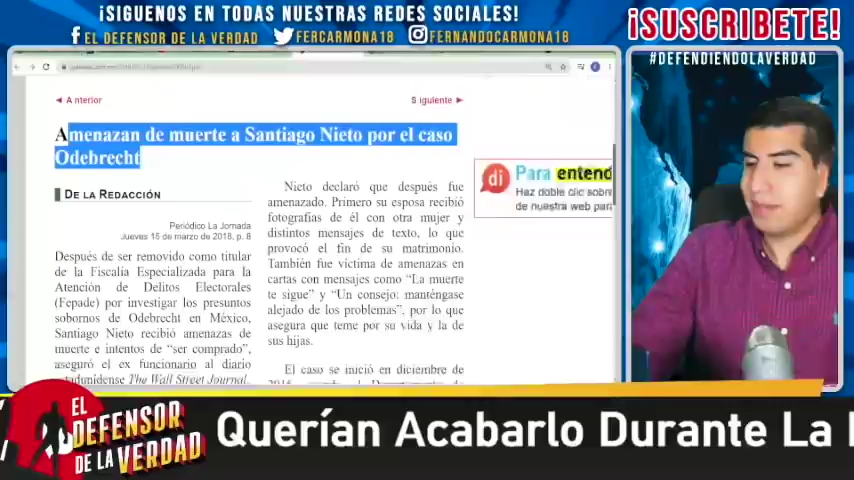 ¡SIGUENOS EN TODAS NUESTRAS REDES SOCIALES!
EL DEFENSOR DE LA VERDAD
FERCARMONA18
FERNANDOCARMONA18
¡SUSCRIBETE!
#DEFENDIENDOLAVERDAD
Anterior
Siguiente
Amenazan de muerte a Santiago Nieto por el caso
Odebrecht
DE LA REDACCIÓN
Periódico La Jornada
Jueves 15 de marzo de 2018, p. 8
Después de ser removido como titular
de la Fiscalía Especializada para la
Atención de Delitos Electorales
(Fepade) por investigar los presuntos
sobornos de Odebrecht en México,
Santiago Nieto recibió amenazas de
muerte e intentos de “ser comprado”,
aseguró el ex funcionario al diario
estadunidense The Wall Street Journal.
Nieto declaró que después fue
amenazado. Primero su esposa recibió
fotografías de él con otra mujer y
distintos mensajes de texto, lo que
provocó el fin de su matrimonio.
También fue víctima de amenazas en
cartas con mensajes como “La muerte
te sigue” y “Un consejo: manténgase
alejado de los problemas”, por lo que
asegura que teme por su vida y la de
sus hijas.
El caso se inició en diciembre de
di
Para entend
Haz doble clic sobre
de nuestra web par
EL
DEFENSOR
DE LA VERDAD
Querían Acabarlo Durante La